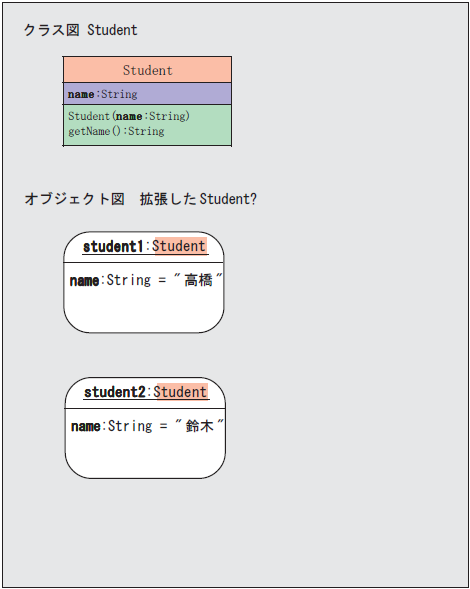 クラス図 Student
Student
name:String
Student(name:String)
getName():String
オブジェクト図　拡張したStudent?
student1:Student
name:String = ″高橋″
student2:Student
name:String = ″鈴木″